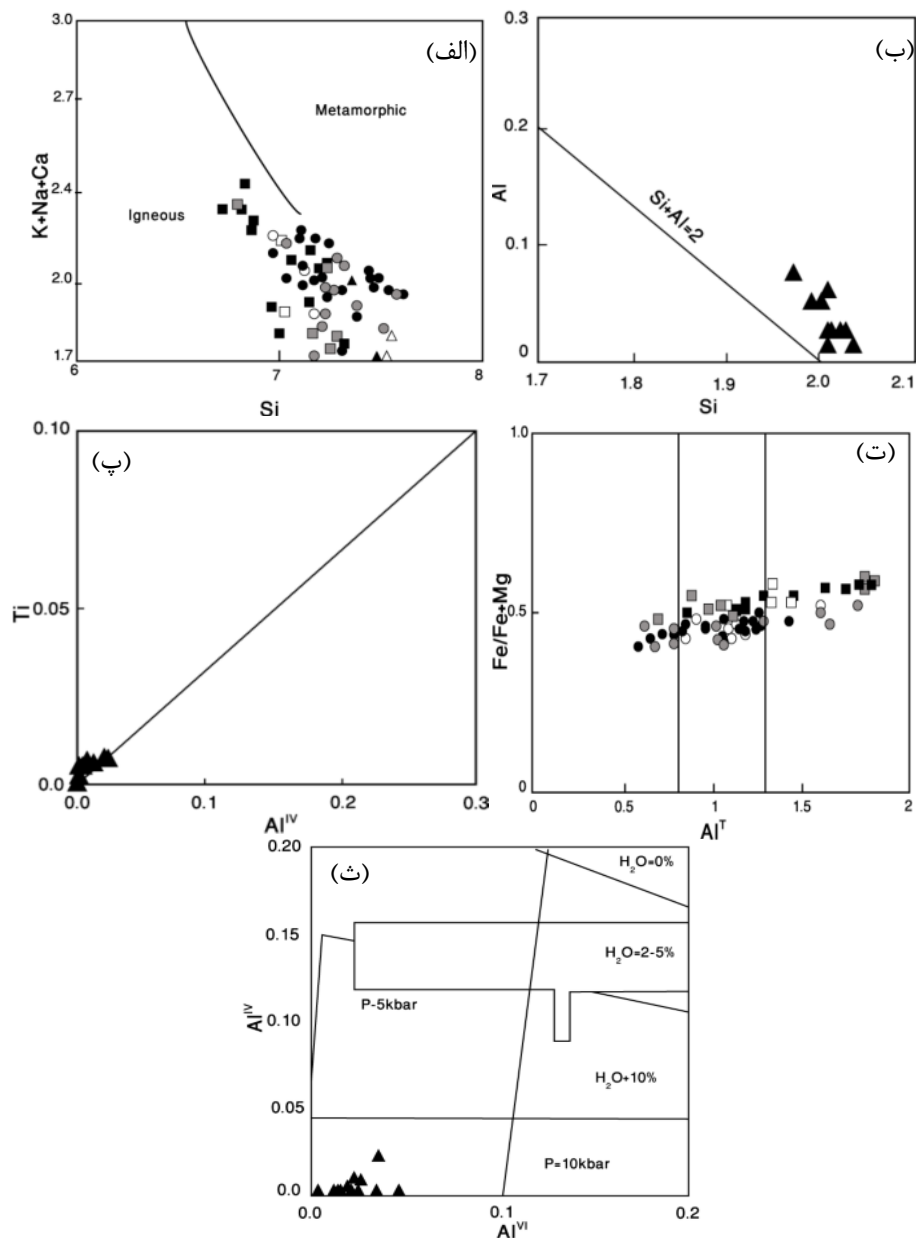 (الف)
3.0
2.7
2.4
2.0
1.7
K+Na+Ca
Metamorphic
Igneous
6
7
8
Si
(ب)
0.3
0.2
0.1
0
Al
Si+Al=2
1.7
1.8
1.9
2.0
2.1
Si
(پ)
0.10
0.05
0.0
Ti
0.0
0.1
0.2
0.3
Al^IV
(ت)
1.0
0.5
0
Fe/Fe+Mg
0
0.5
1
1.5
2
Al^T
(ث)
0.20
0.15
0.10
0.05
0.0
Al^IV
H₂O=0%
H₂O=2-5%
P-5kbar
H₂O+10%
P=10kbar
0.0
0.1
0.2
Al^VI